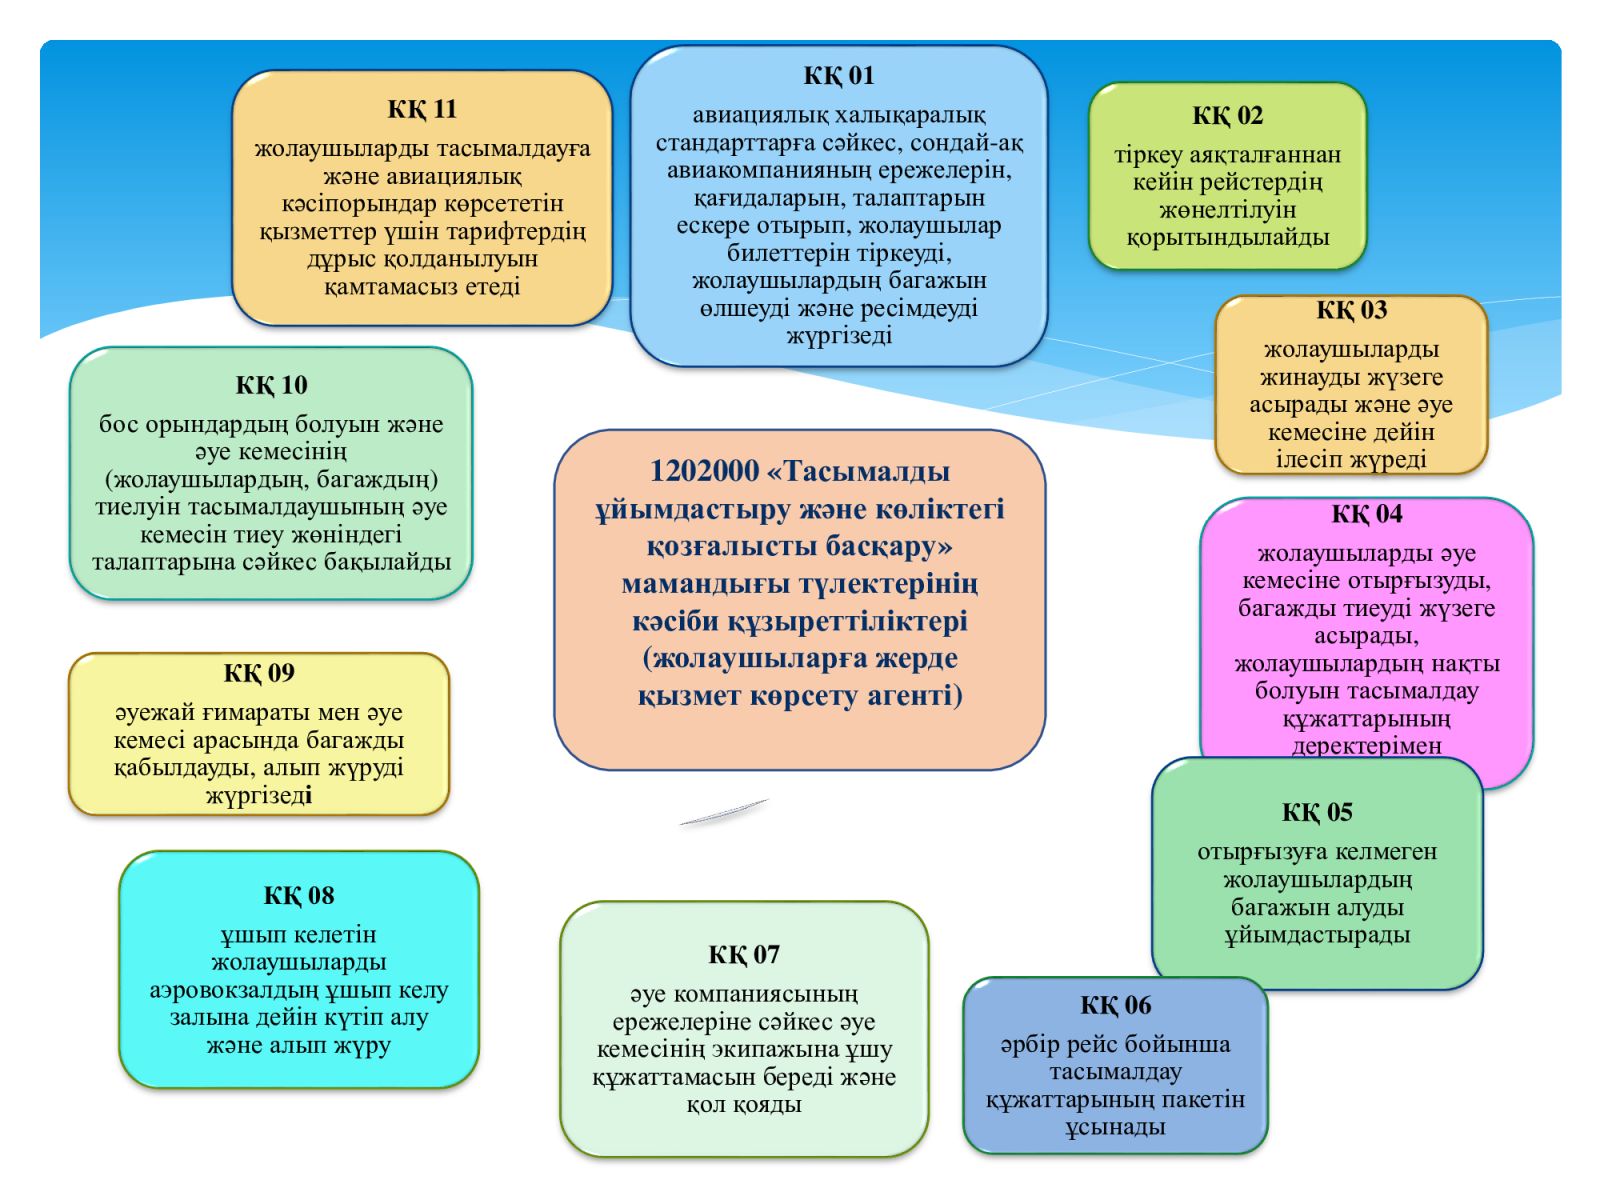 КҚ 11
жолаушыларды тасымалдауға
және авиациялық
кәсіпорындар көрсететін
қызметтер үшін тарифтердің
дұрыс қолданылуын
қамтамасыз етеді
КҚ 01
авиациялық халықаралық
стандарттарға сәйкес, сондай-ақ
авиакомпанияның ережелерін,
қағидаларын, талаптарын
ескере отырып, жолаушылар
билеттерін тіркеуді,
жолаушылардың багажын
өлшеуді және ресімдеуді
жүргізеді
КҚ 02
тіркеу аяқталғаннан
кейін рейстердің
жөнелтілуін
қорытындылайды
КҚ 03
жолаушыларды
жинауды жүзеге
асырады және әуе
кемесіне дейін
ілесіп жүреді
КҚ 10
бос орындардың болуын және
әуе кемесінің
(жолаушылардың, багаждың)
тиелуін тасымалдаушының әуе
кемесін тиеу жөніндегі
талаптарына сәйкес бақылайды
1202000 «Тасымалды
ұйымдастыру және көліктегі
қозғалысты басқару»
мамандығы түлектерінің
кәсіби құзыреттіліктері
(жолаушыларға жерде
қызмет көрсету агенті)
КҚ 04
жолаушыларды әуе
кемесіне отырғызуды,
багажды тиеуді жүзеге
асырады,
жолаушылардың нақты
болуын тасымалдау
құжаттарының
деректерімен
КҚ 09
әуежай ғимараты мен әуе
кемесі арасында багажды
қабылдауды, алып жүруді
жүргізеді
КҚ 05
отырғызуға келмеген
жолаушылардың
багажын алуды
ұйымдастырады
КҚ 08
ұшып келетін
жолаушыларды
аэровокзалдың ұшып келу
залына дейін күтіп алу
және алып жүру
КҚ 07
әуе компаниясының
ережелеріне сәйкес әуе
кемесінің экипажына ұшу
құжаттамасын береді және
қол қояды
КҚ 06
әрбір рейс бойынша
тасымалдау
құжаттарының пакетін
ұсынады